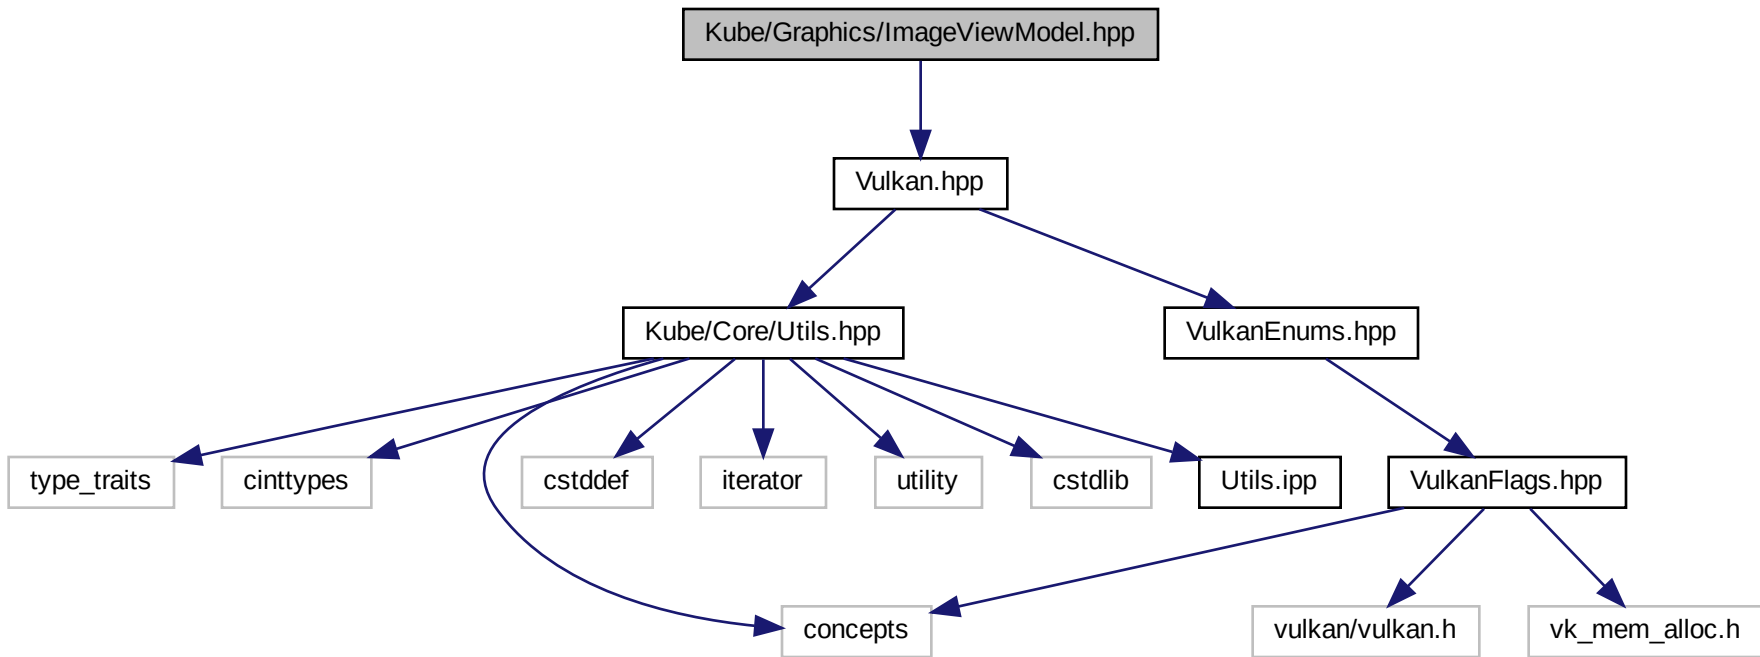 Kube/Graphics/ImageViewModel.hpp
Vulkan.hpp
Kube/Core/Utils.hpp
VulkanEnums.hpp
type_traits
cinttypes
cstddef
iterator
utility
cstdlib
Utils.ipp
VulkanFlags.hpp
concepts
vulkan/vulkan.h
vk_mem_alloc.h